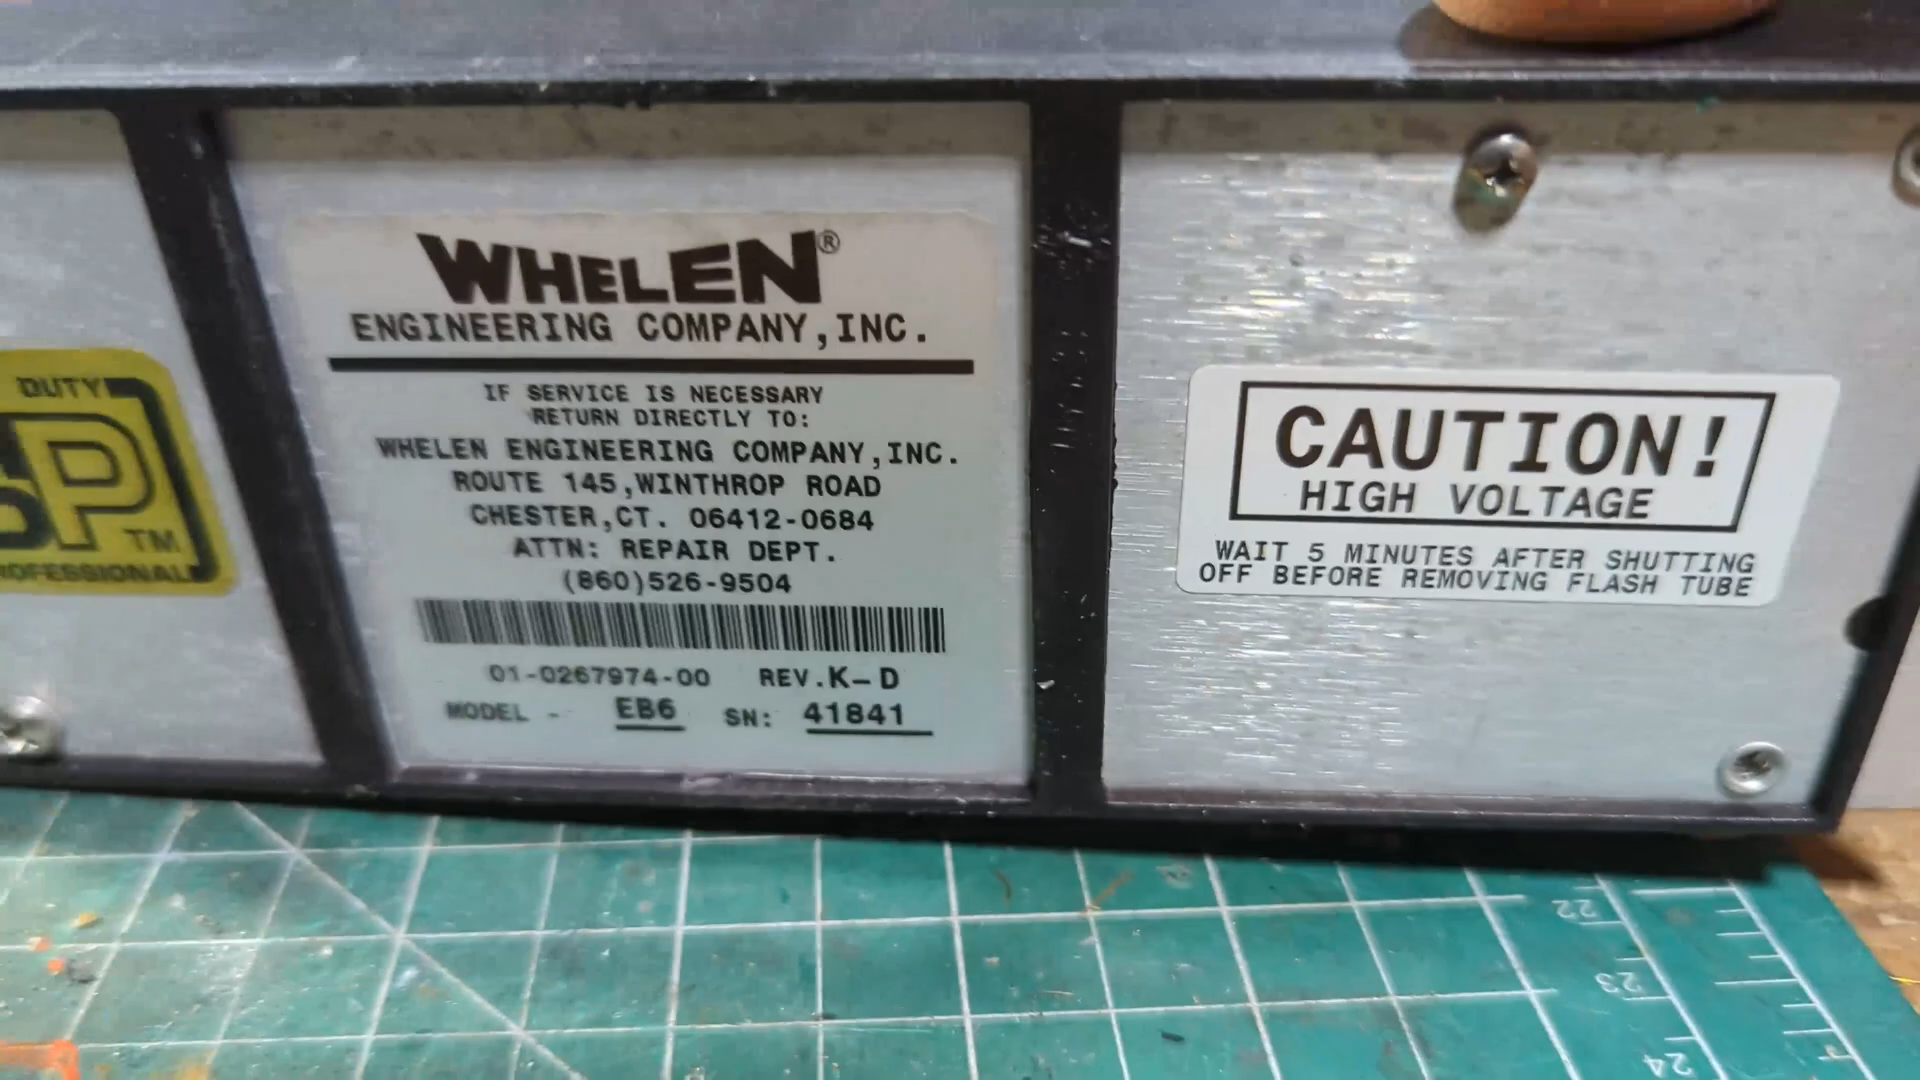 DUTY
P
TM
WHELEN®
ENGINEERING COMPANY,INC.
IF SERVICE IS NECESSARY
RETURN DIRECTLY TO:
WHELEN ENGINEERING COMPANY,INC.
ROUTE 145,WINTHROP ROAD
CHESTER,CT. 06412-0684
ATTN: REPAIR DEPT.
(860)526-9504
01-0267974-00 REV.K-D
MODEL - EB6 SN: 41841
CAUTION!
HIGH VOLTAGE
WAIT 5 MINUTES AFTER SHUTTING
OFF BEFORE REMOVING FLASH TUBE
22
23
24